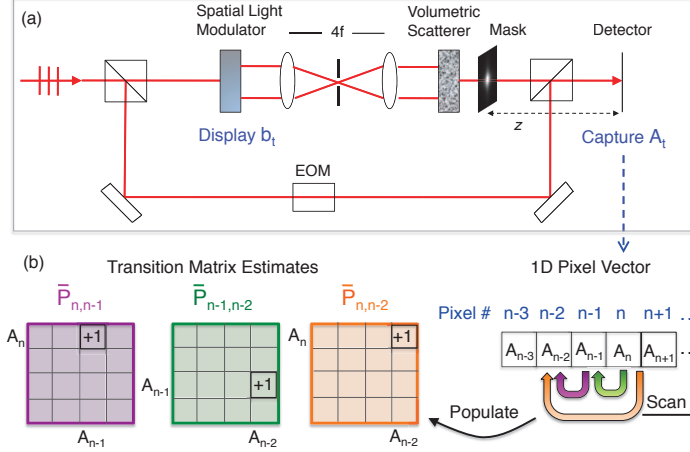 (a)
Spatial Light
Modulator
4f
Volumetric
Scatterer
Mask
Detector
Display b_t
z
Capture A_t
EOM
(b)
Transition Matrix Estimates
1D Pixel Vector
P̄_n,n-1
P̄_n-1,n-2
P̄_n,n-2
Pixel # n-3 n-2 n-1 n n+1 ...
A_n +1
A_n-1 +1
A_n +1
A_n-3 A_n-2 A_n-1 A_n A_n+1 ...
Populate
Scan
A_n-1
A_n-2
A_n-2